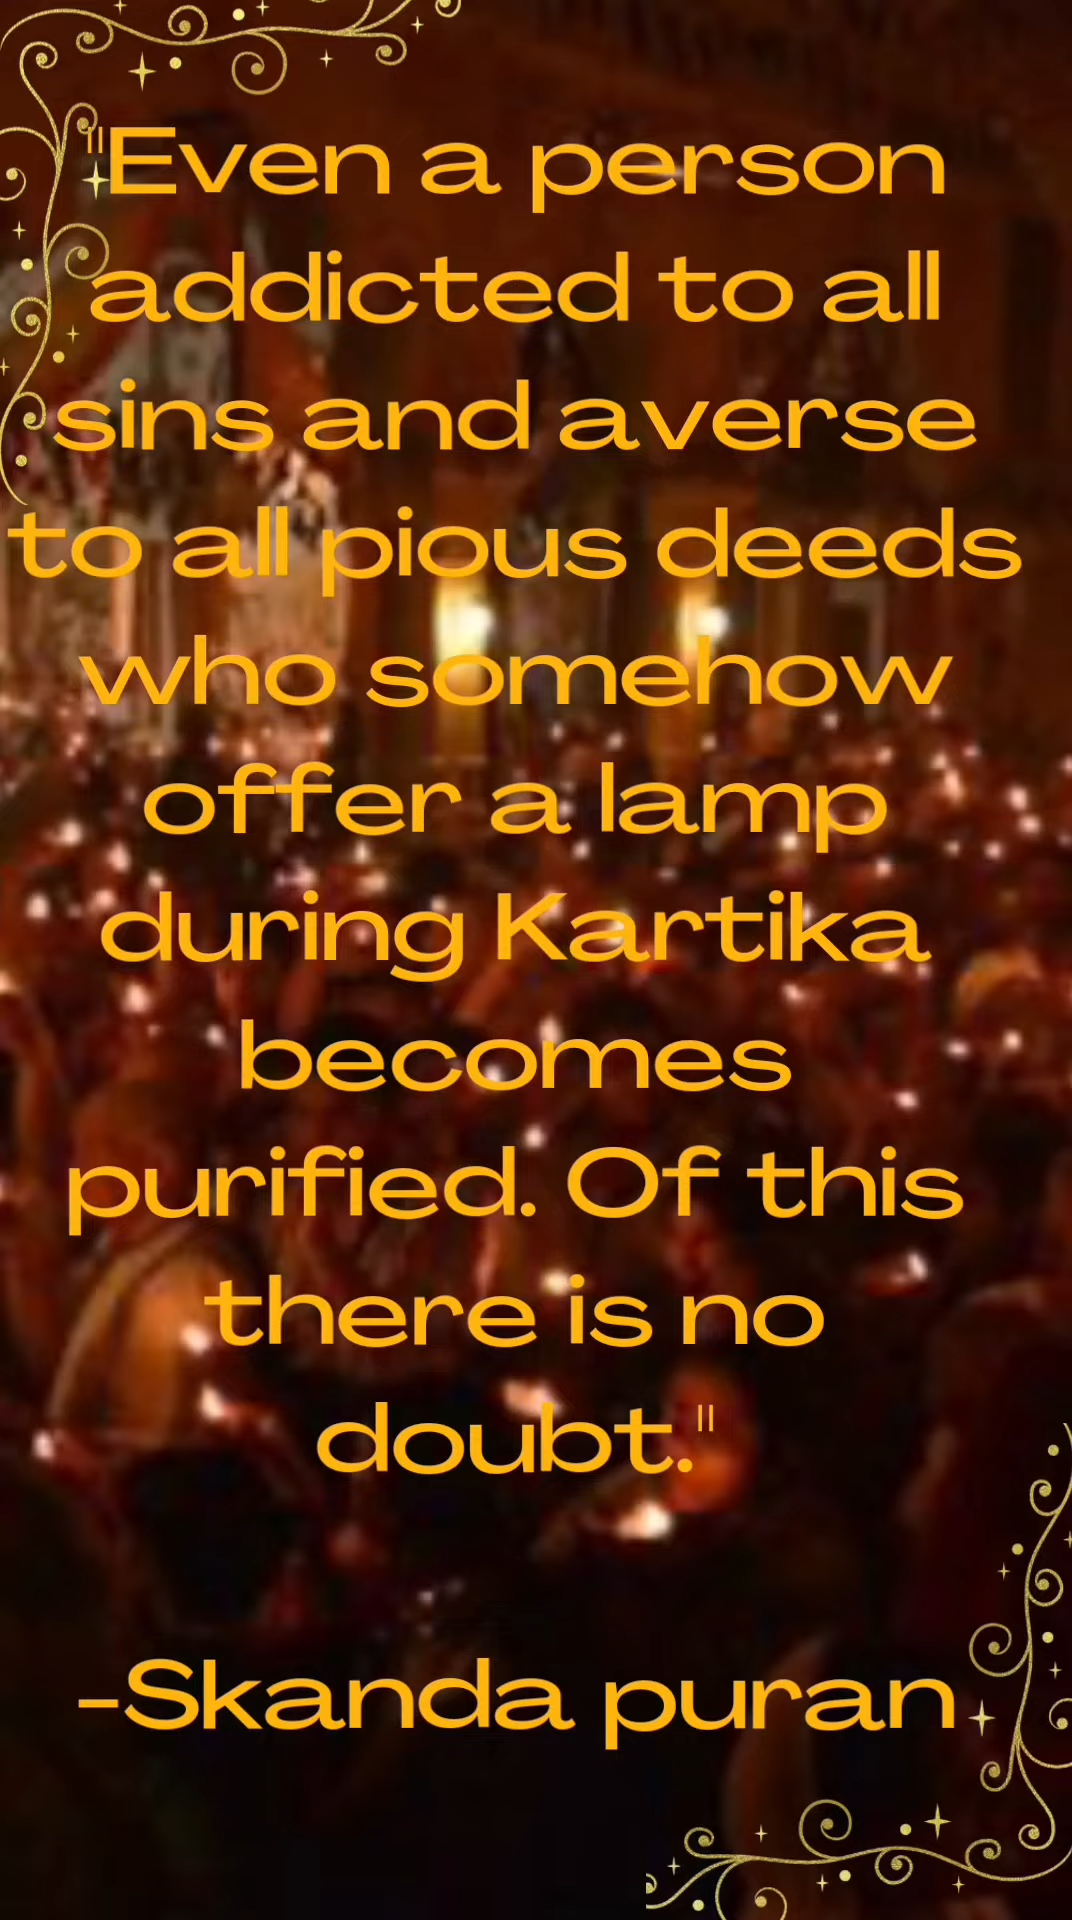 "Even a person
addicted to all
sins and averse
to all pious deeds
who somehow
offer a lamp
during Kartika
becomes
purified. Of this
there is no
doubt."
-Skanda puran